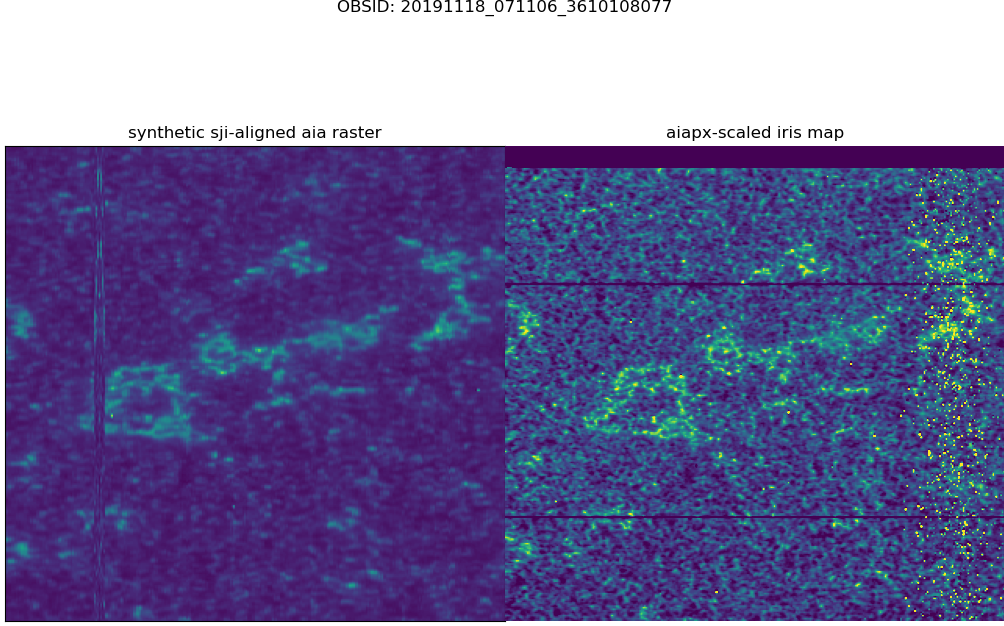 OBSID: 20191118_071106_3610108077
synthetic sji-aligned aia raster
aiapx-scaled iris map